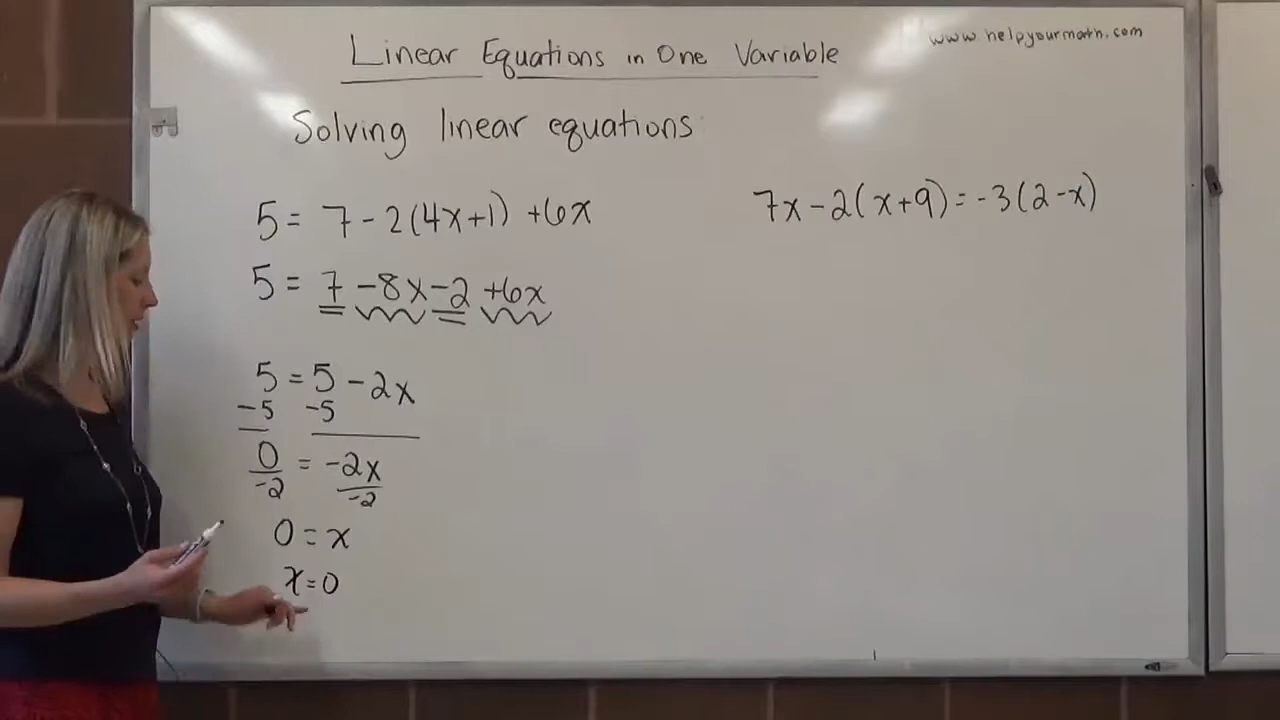 www.helpyourmath.com
Linear Equations in One Variable
Solving linear equations:
5 = 7 - 2(4x+1) +6x
5 = 7 -8x -2 +6x
5 = 5 - 2x
-5 -5
0 = -2x
-2 -2
0 = x
x = 0
7x - 2(x+9) = -3(2-x)